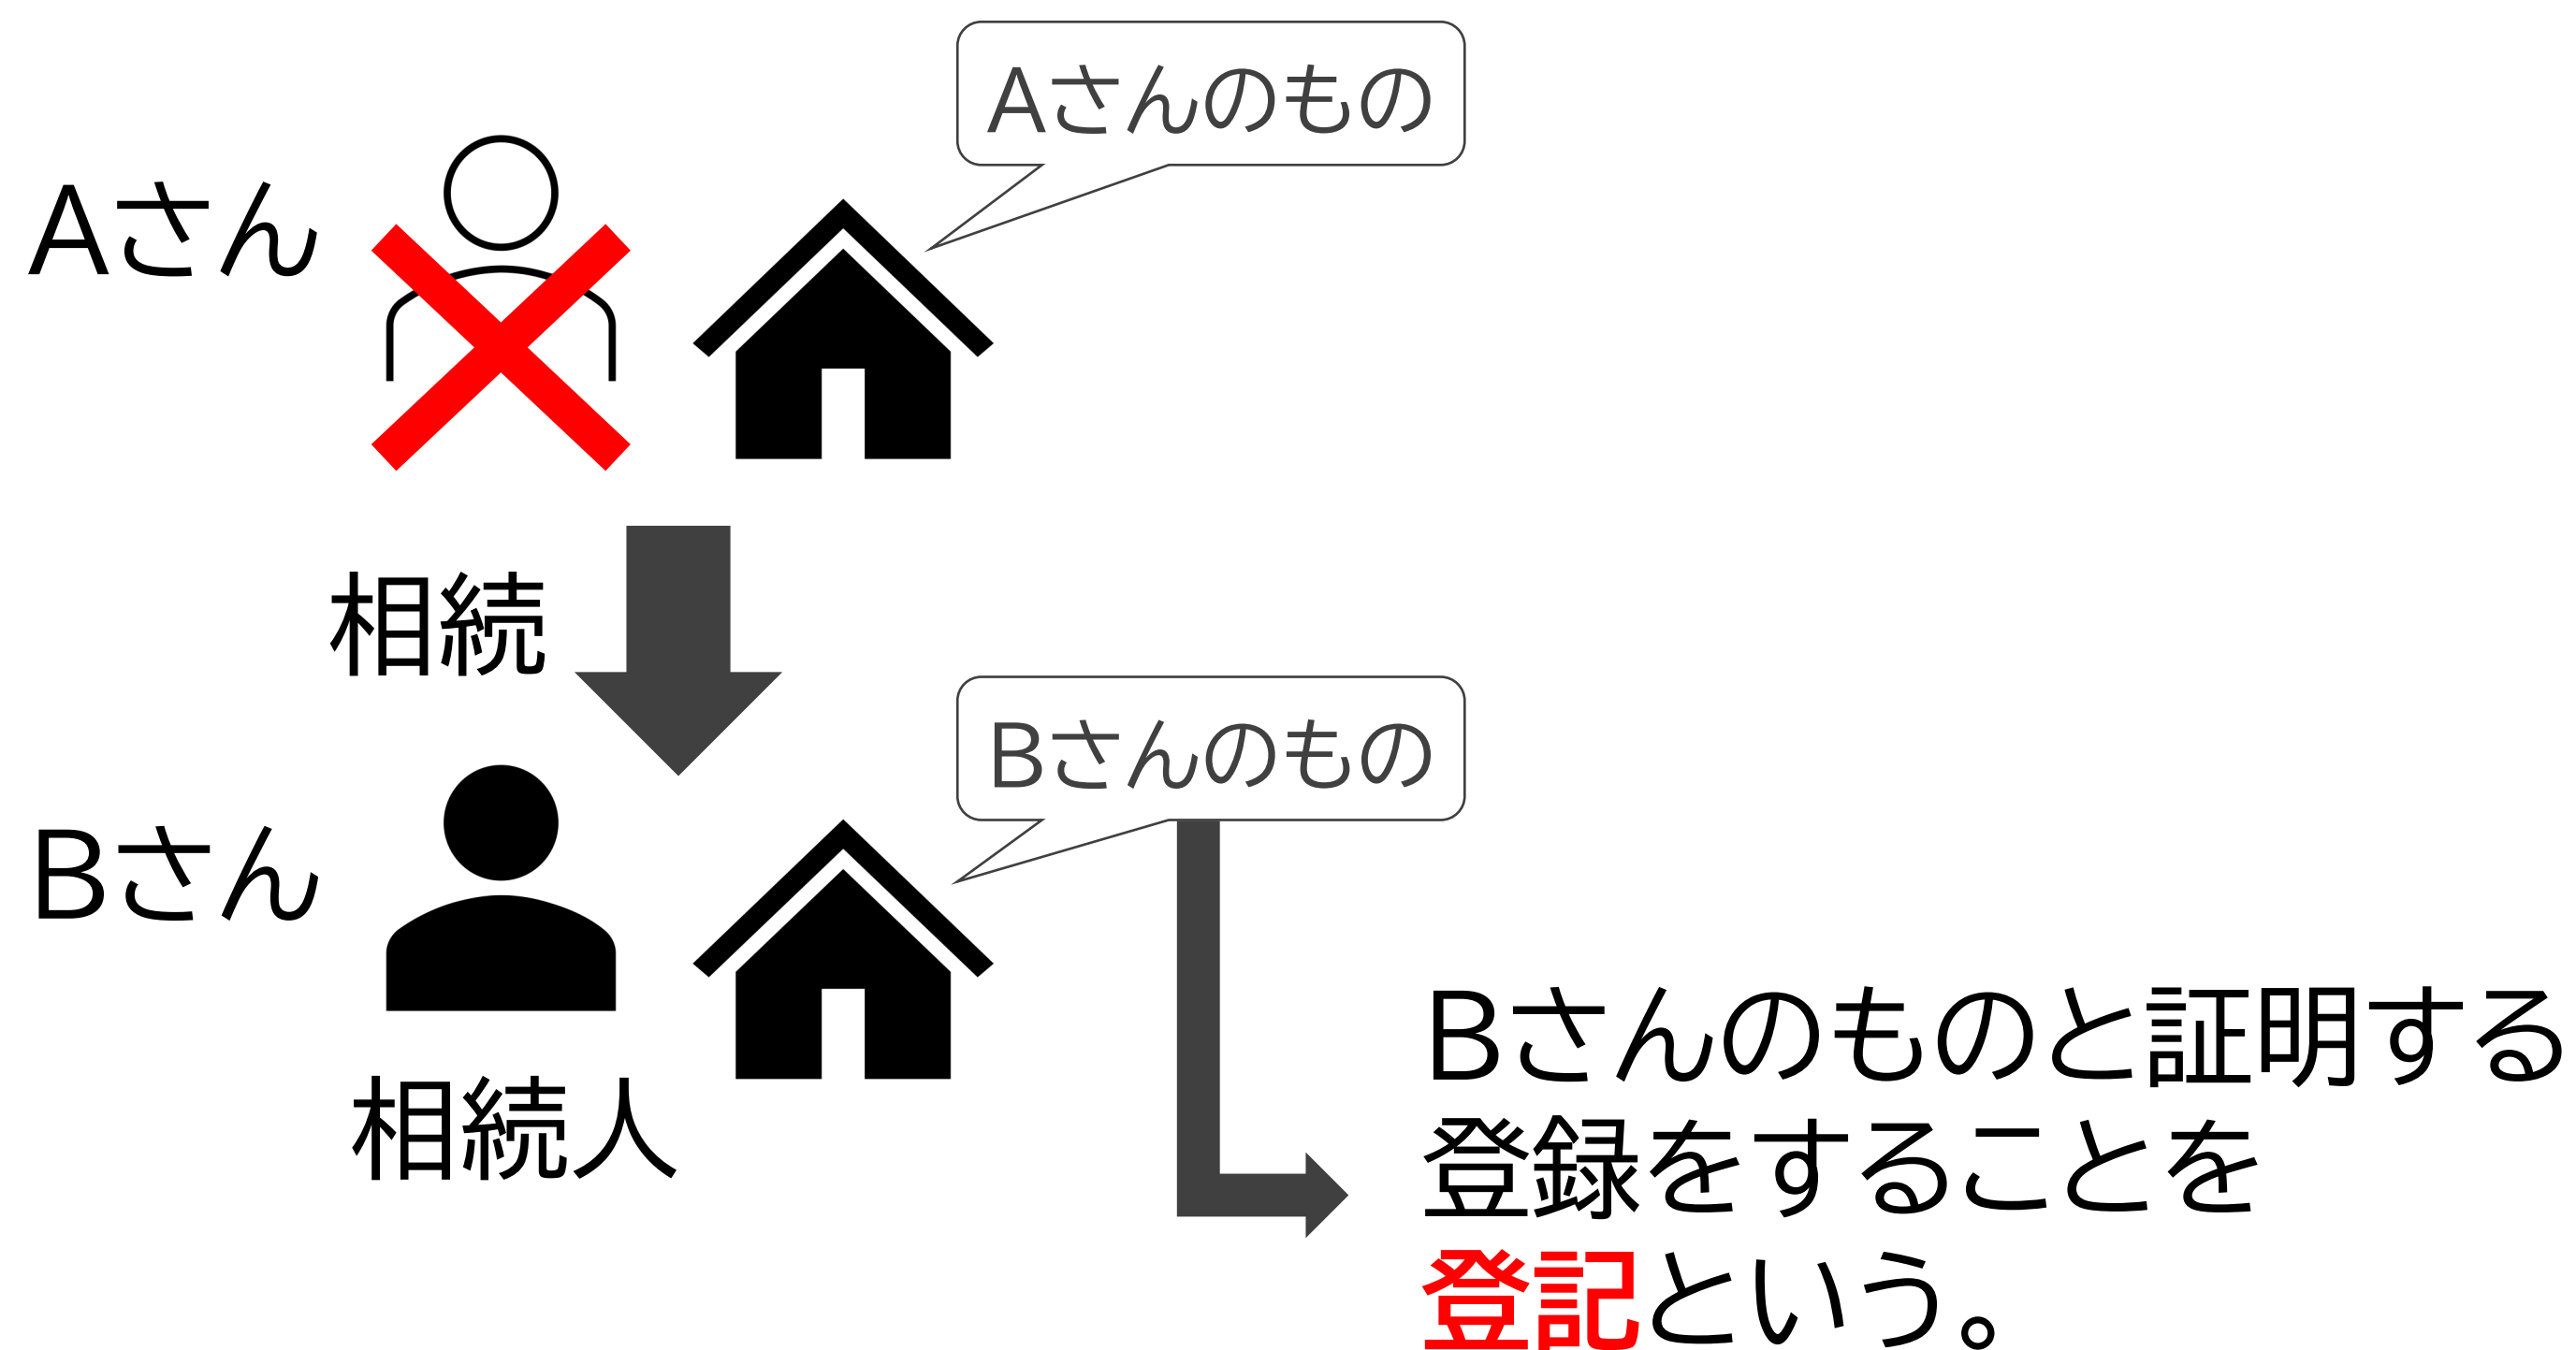 Aさんのもの
Aさん
相続
Bさんのもの
Bさん
相続人
Bさんのものと証明する
登録をすることを
登記という。